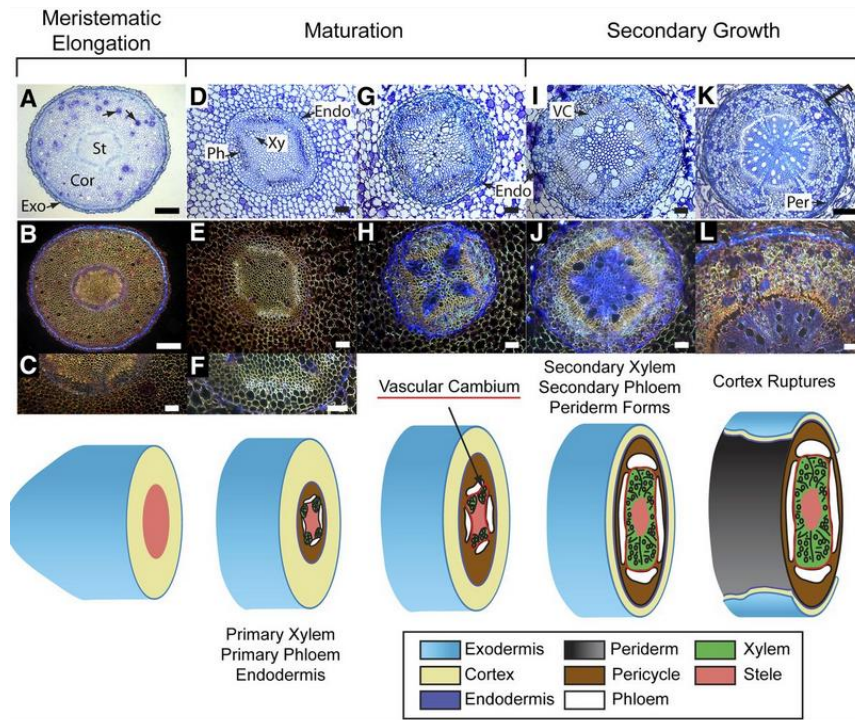 Meristematic
Elongation
Maturation
Secondary Growth
A
St
Cor
Exo
D
Endo
Xy
Ph
G
Endo
I
VC
K
Per
B
E
H
J
L
C
F
Vascular Cambium
Secondary Xylem
Secondary Phloem
Periderm Forms
Cortex Ruptures
Primary Xylem
Primary Phloem
Endodermis
Exodermis
Periderm
Xylem
Cortex
Pericycle
Stele
Endodermis
Phloem